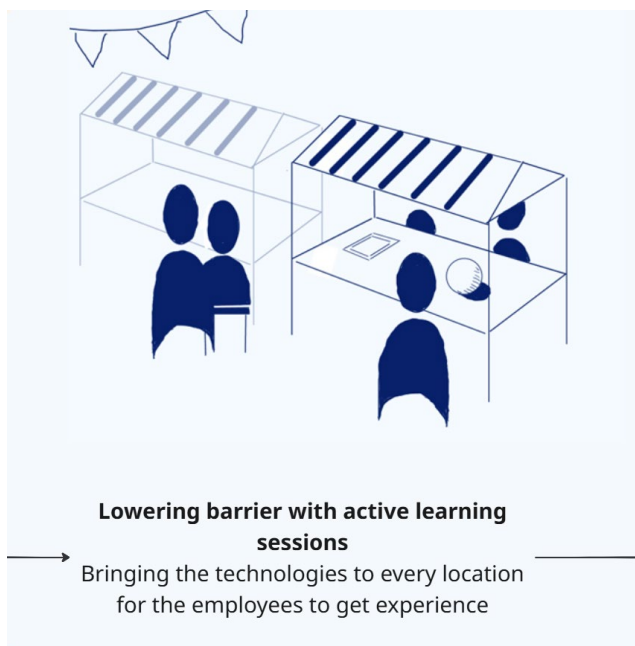 Lowering barrier with active learning
sessions
Bringing the technologies to every location
for the employees to get experience